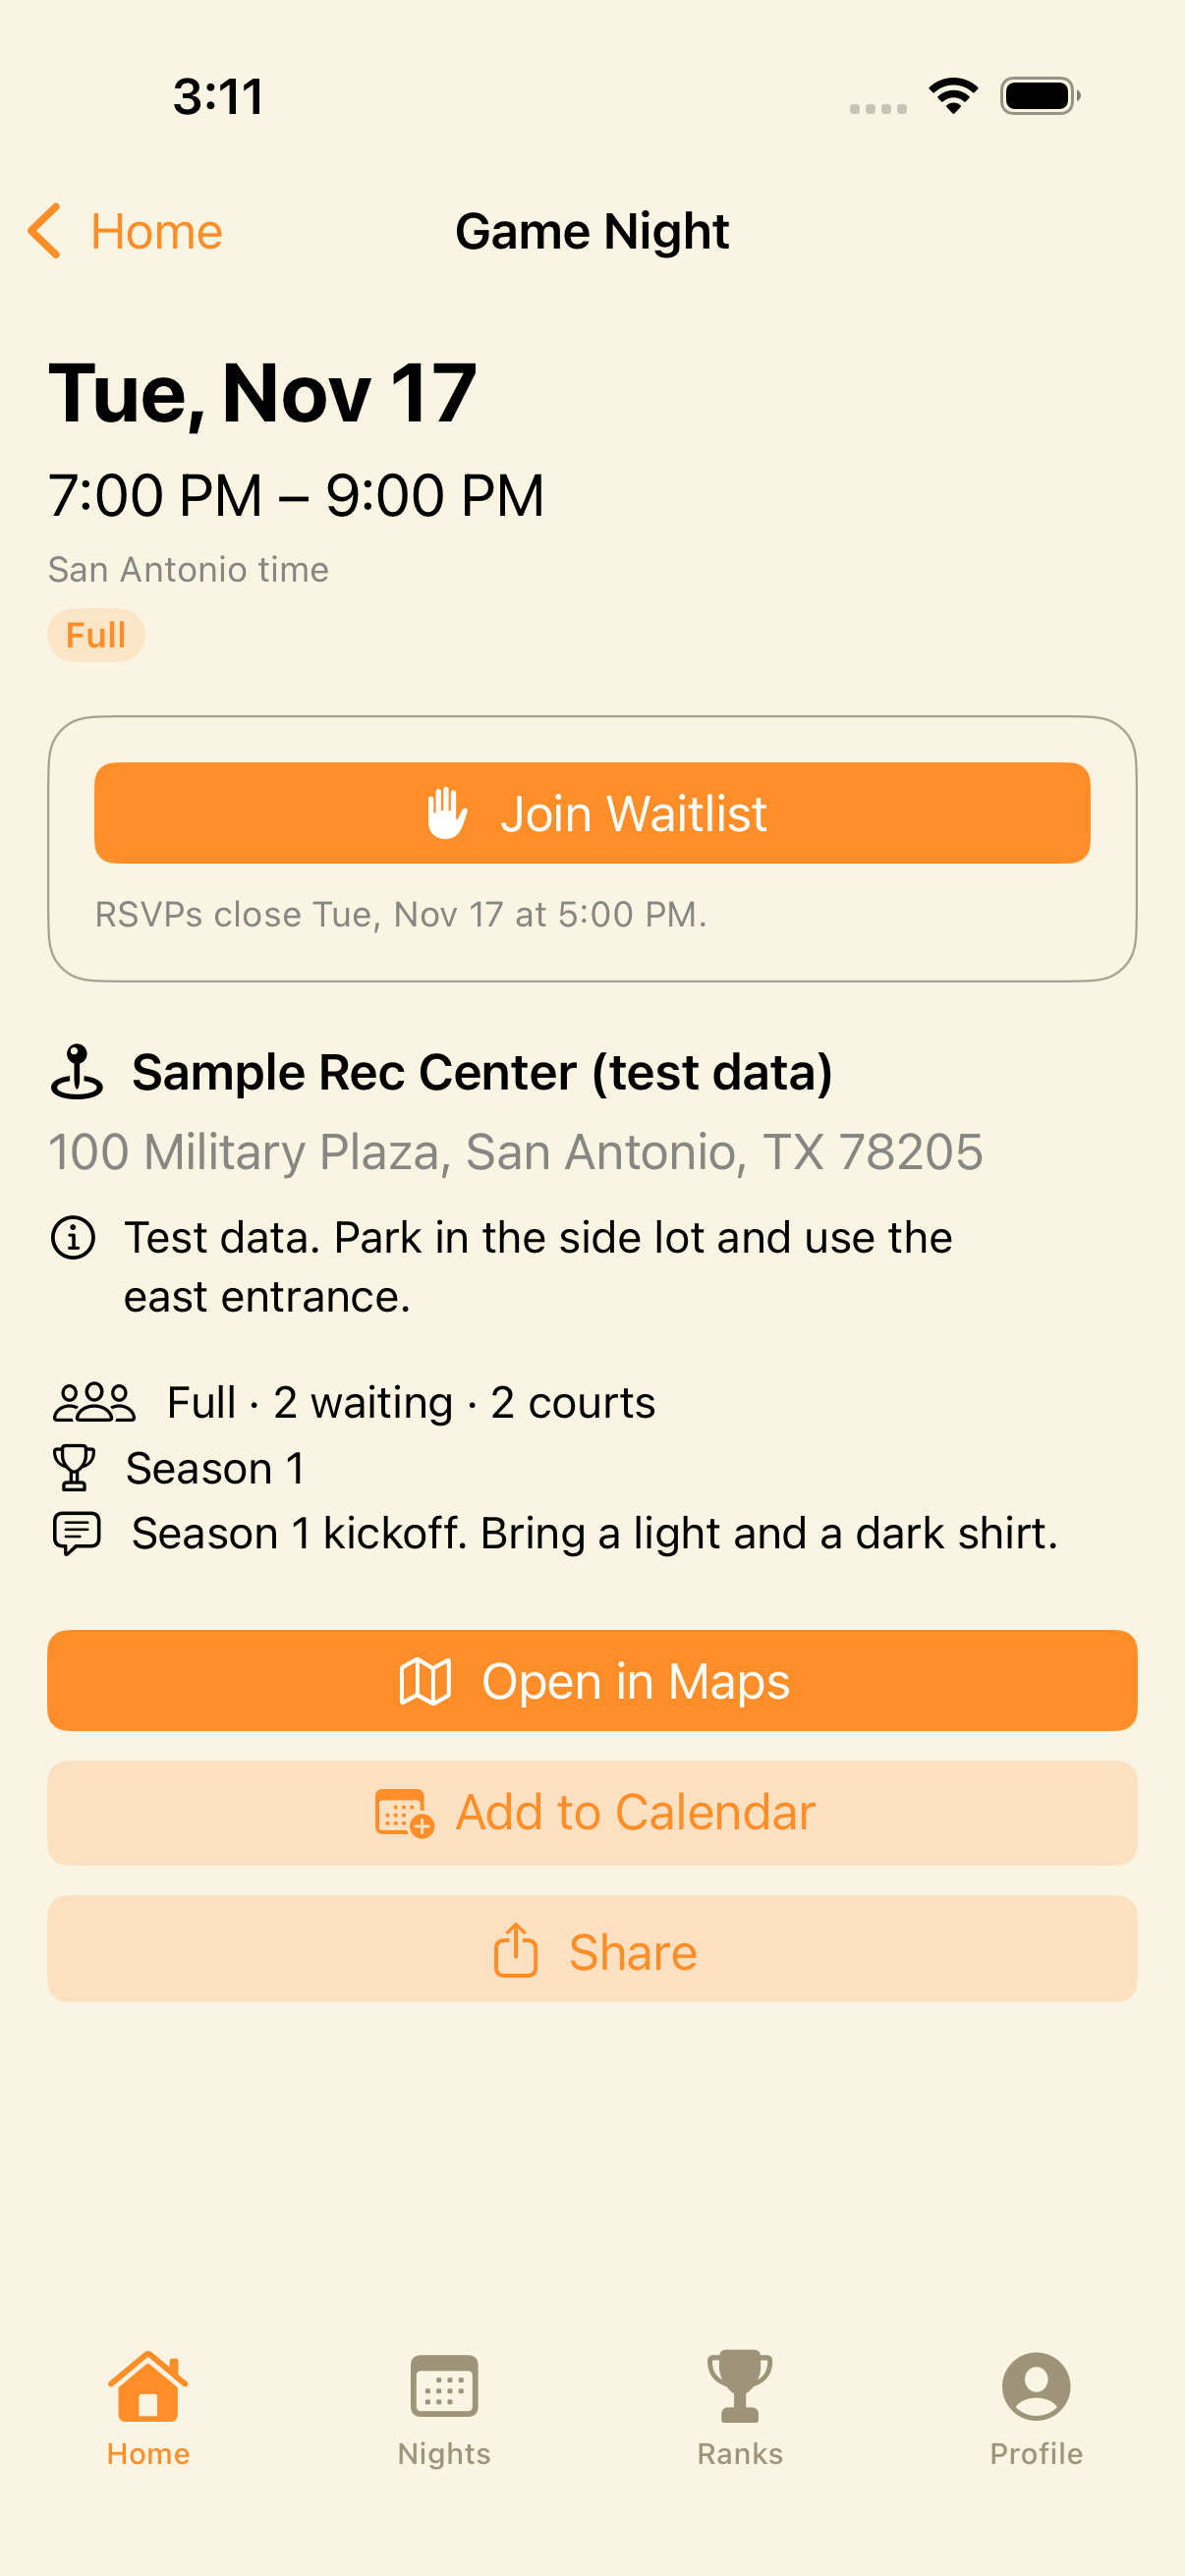 3:11
Home
Game Night
Tue, Nov 17
7:00 PM – 9:00 PM
San Antonio time
Full
Join Waitlist
RSVPs close Tue, Nov 17 at 5:00 PM.
Sample Rec Center (test data)
100 Military Plaza, San Antonio, TX 78205
Test data. Park in the side lot and use the
east entrance.
Full · 2 waiting · 2 courts
Season 1
Season 1 kickoff. Bring a light and a dark shirt.
Open in Maps
Add to Calendar
Share
Home
Nights
Ranks
Profile